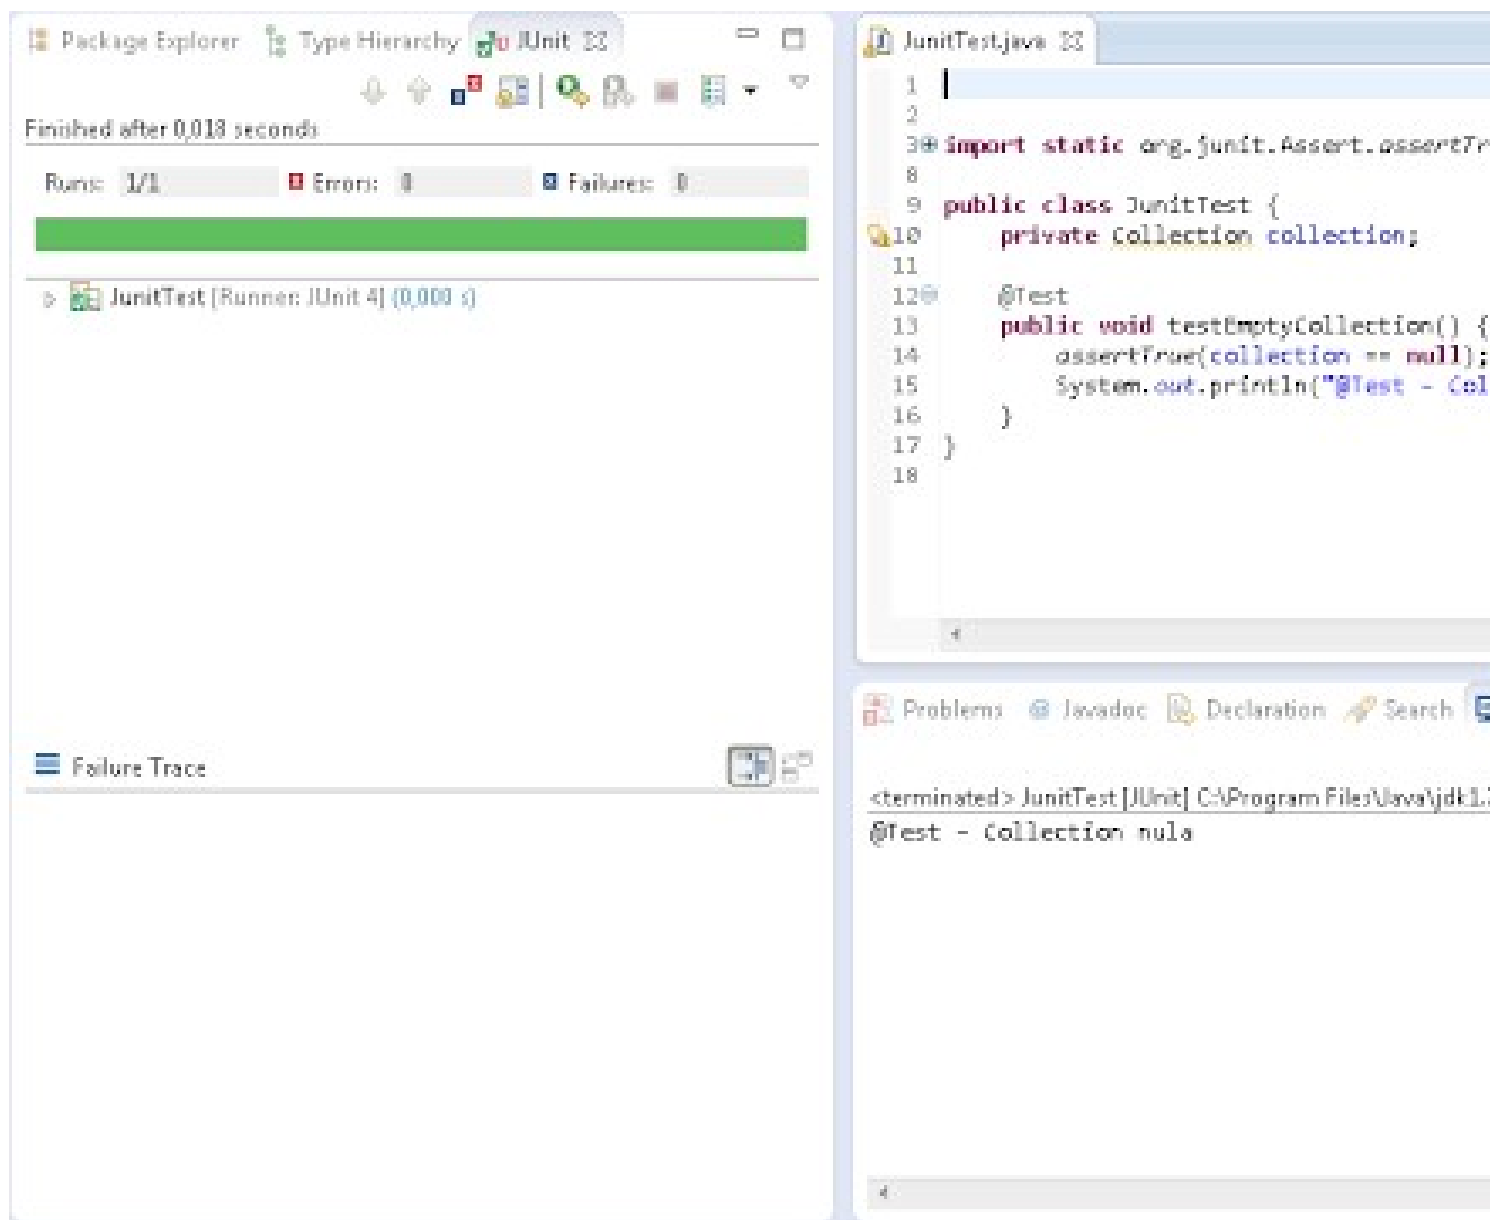 Package Explorer Type Hierarchy JUnit
Finished after 0,018 seconds
Runs: 1/1 Errors: 0 Failures: 0
JunitTest [Runner: JUnit 4] (0,000 s)
Failure Trace
JunitTest.java
1
2
3 import static org.junit.Assert.assertTr
8
9 public class JunitTest {
10 private Collection collection;
11
12 @Test
13 public void testEmptyCollection() {
14 assertTrue(collection == null);
15 System.out.println("@Test - Col
16 }
17 }
18
Problems Javadoc Declaration Search
<terminated> JunitTest [JUnit] C:\Program Files\Java\jdk1.
@Test - Collection nula